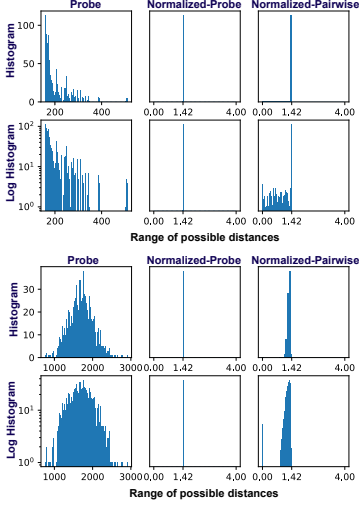 Probe Normalized-Probe Normalized-Pairwise
Histogram
100
50
0
200 400 0.00 1.42 4.00 0.00 1.42 4.00
Log Histogram
10²
10¹
10⁰
200 400 0.00 1.42 4.00 0.00 1.42 4.00
Range of possible distances
Probe Normalized-Probe Normalized-Pairwise
Histogram
30
20
10
0
1000 2000 3000 0.00 1.42 4.00 0.00 1.42 4.00
Log Histogram
10¹
10⁰
1000 2000 3000 0.00 1.42 4.00 0.00 1.42 4.00
Range of possible distances